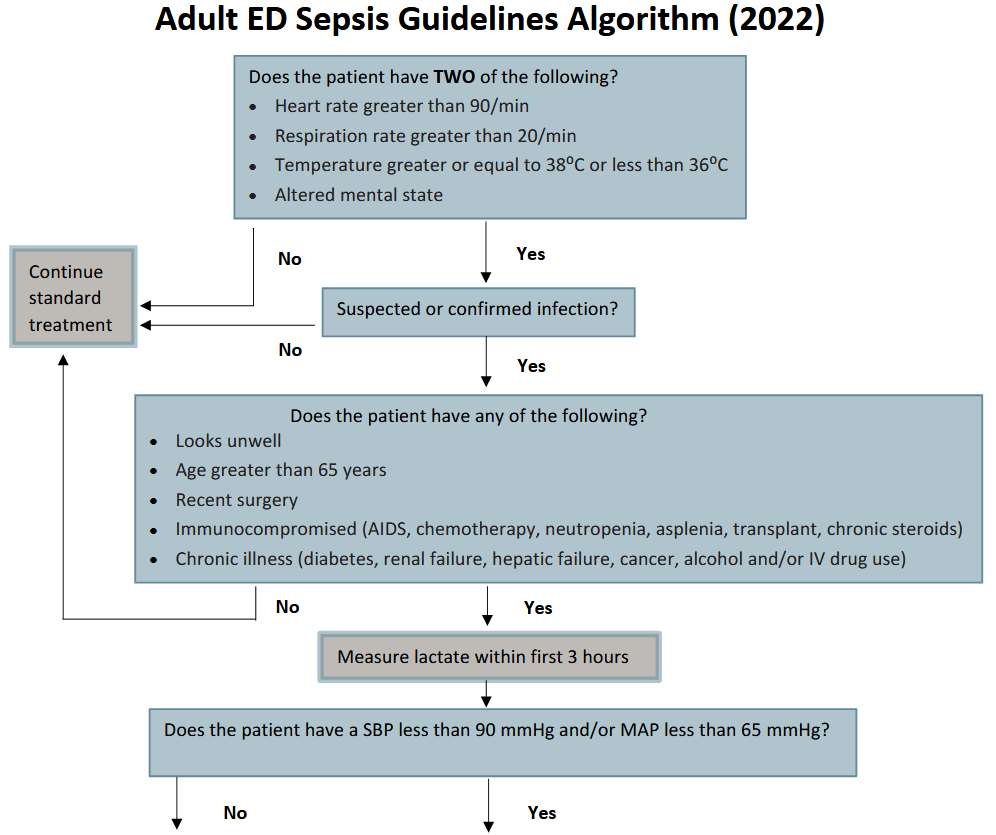 Adult ED Sepsis Guidelines Algorithm (2022)
Does the patient have TWO of the following?
• Heart rate greater than 90/min
• Respiration rate greater than 20/min
• Temperature greater or equal to 38⁰C or less than 36⁰C
• Altered mental state
No
Yes
Continue
standard
treatment
Suspected or confirmed infection?
No
Yes
Does the patient have any of the following?
• Looks unwell
• Age greater than 65 years
• Recent surgery
• Immunocompromised (AIDS, chemotherapy, neutropenia, asplenia, transplant, chronic steroids)
• Chronic illness (diabetes, renal failure, hepatic failure, cancer, alcohol and/or IV drug use)
No
Yes
Measure lactate within first 3 hours
Does the patient have a SBP less than 90 mmHg and/or MAP less than 65 mmHg?
No
Yes